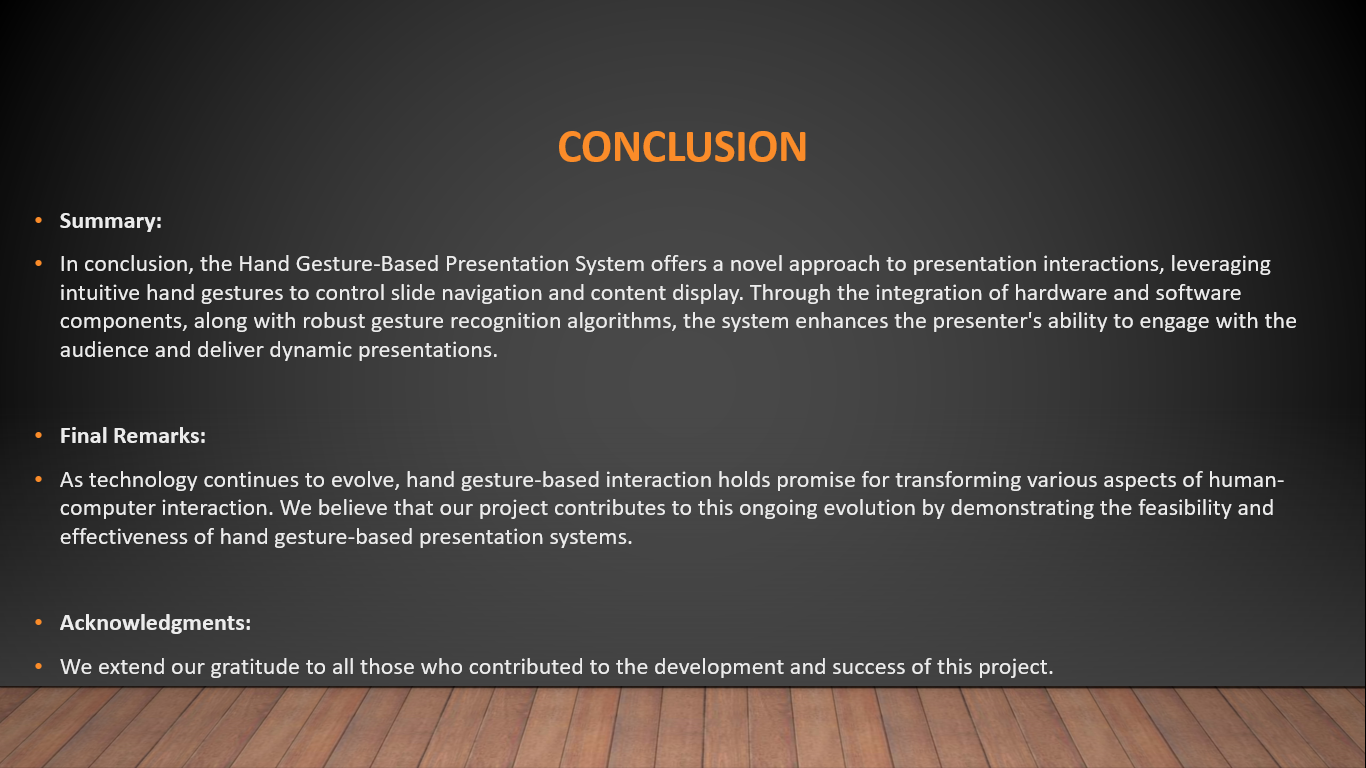 CONCLUSION
• Summary:
• In conclusion, the Hand Gesture-Based Presentation System offers a novel approach to presentation interactions, leveraging
intuitive hand gestures to control slide navigation and content display. Through the integration of hardware and software
components, along with robust gesture recognition algorithms, the system enhances the presenter's ability to engage with the
audience and deliver dynamic presentations.
• Final Remarks:
• As technology continues to evolve, hand gesture-based interaction holds promise for transforming various aspects of human-
computer interaction. We believe that our project contributes to this ongoing evolution by demonstrating the feasibility and
effectiveness of hand gesture-based presentation systems.
• Acknowledgments:
• We extend our gratitude to all those who contributed to the development and success of this project.